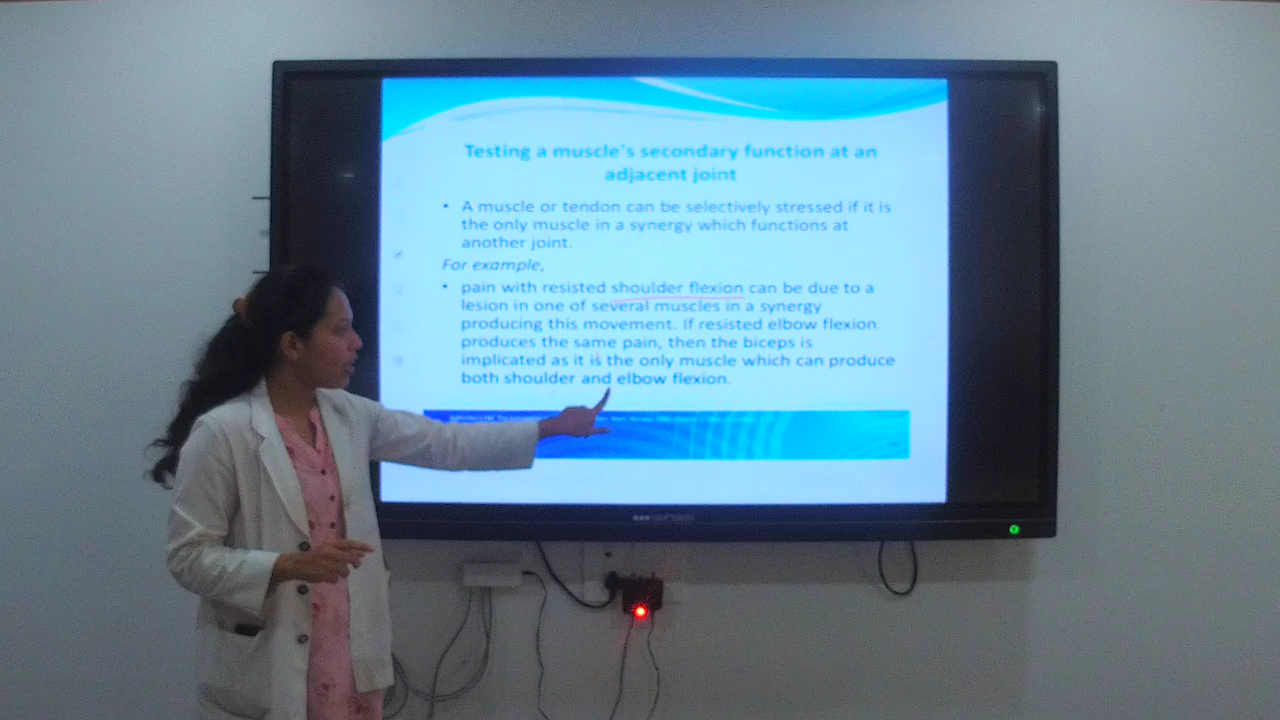 Testing a muscle's secondary function at an
adjacent joint
• A muscle or tendon can be selectively stressed if it is
the only muscle in a synergy which functions at
another joint.
For example,
• pain with resisted shoulder flexion can be due to a
lesion in one of several muscles in a synergy
producing this movement. If resisted elbow flexion
produces the same pain, then the biceps is
implicated as it is the only muscle which can produce
both shoulder and elbow flexion.